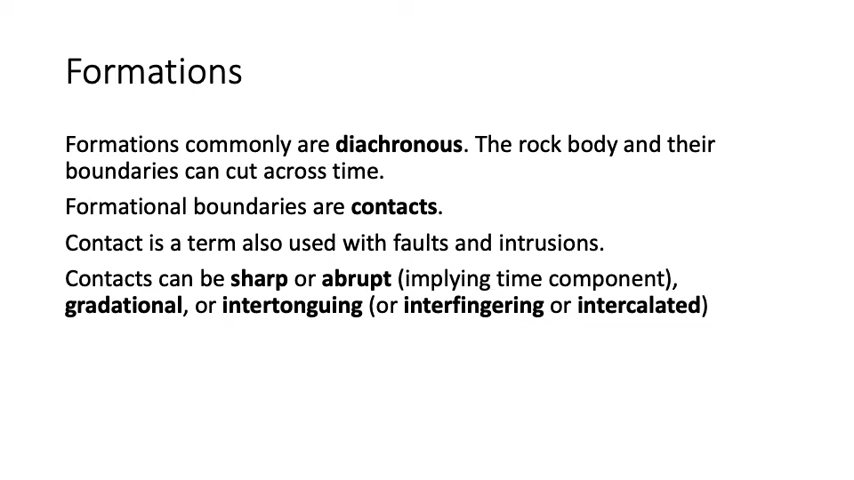 Formations
Formations commonly are diachronous. The rock body and their
boundaries can cut across time.
Formational boundaries are contacts.
Contact is a term also used with faults and intrusions.
Contacts can be sharp or abrupt (implying time component),
gradational, or intertonguing (or interfingering or intercalated)